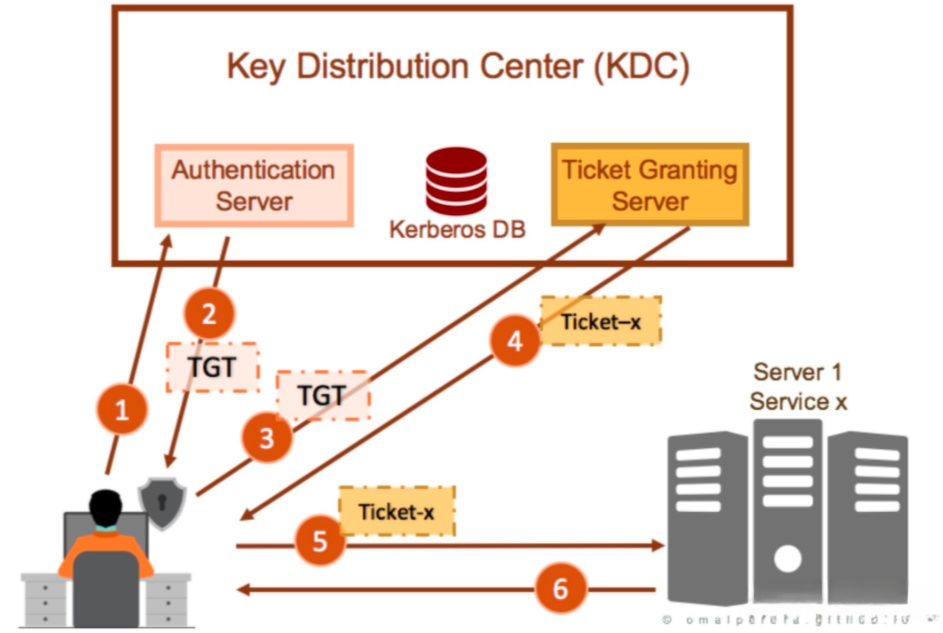 Key Distribution Center (KDC)
Authentication
Server
Kerberos DB
Ticket Granting
Server
2
TGT
4
Ticket–x
1
TGT
3
Server 1
Service x
Ticket-x
5
6